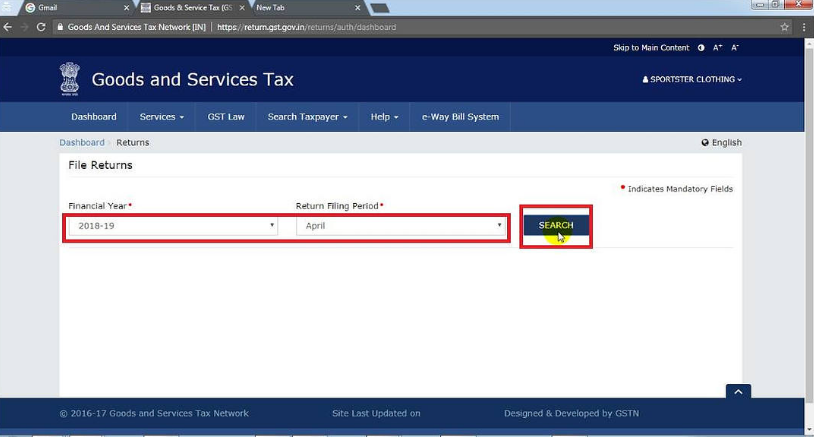 Gmail
Goods & Service Tax (GS
New Tab
Goods And Services Tax Network [IN]
https://return.gst.gov.in/returns/auth/dashboard
Skip to Main Content
A+ A-
Goods and Services Tax
SPORTSTER CLOTHING
Dashboard Services GST Law Search Taxpayer Help e-Way Bill System
Dashboard Returns
English
File Returns
• Indicates Mandatory Fields
Financial Year• Return Filing Period•
2018-19 April SEARCH
© 2016-17 Goods and Services Tax Network Site Last Updated on Designed & Developed by GSTN